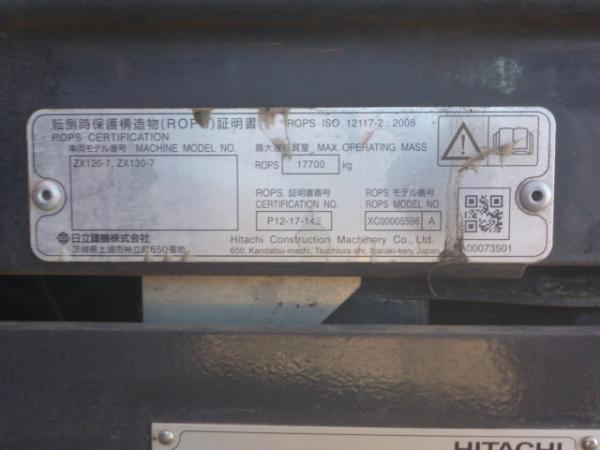 転倒時保護構造物(ROPS)証明書 ROPS ISO 12117-2 : 2008
ROPS CERTIFICATION
車両モデル番号 MACHINE MODEL NO. 最大運転質量 MAX. OPERATING MASS
ZX120-7, ZX130-7
ROPS 17700 kg
ROPS 証明書番号 ROPS モデル番号
CERTIFICATION NO. ROPS MODEL NO.
P12-17-142 XC00005596 A
日立建機株式会社 Hitachi Construction Machinery Co., Ltd.
茨城県土浦市神立町650番地 650, Kandatsu-machi, Tsuchiura-shi, Ibaraki-ken, Japan
A00073501
HITACHI